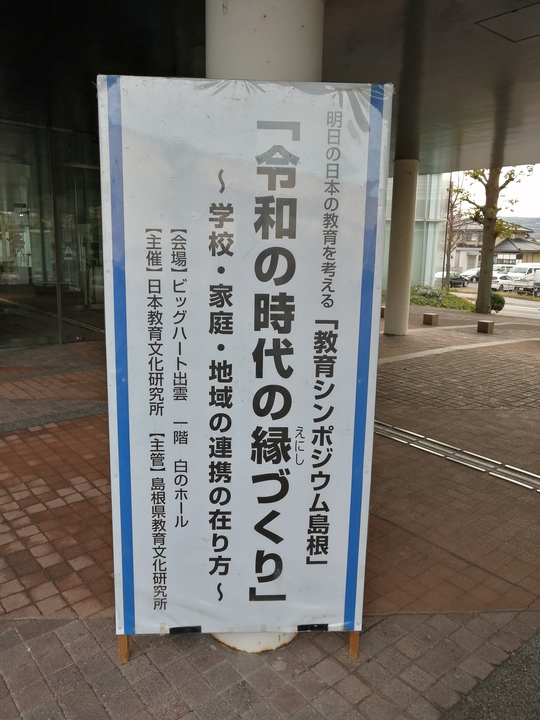 明日の日本の教育を考える「教育シンポジウム島根」
「令和の時代の縁づくり」
えにし
～学校・家庭・地域の連携の在り方～
【会場】ビッグハート出雲 一階 白のホール
【主催】日本教育文化研究所 【主管】島根県教育文化研究所